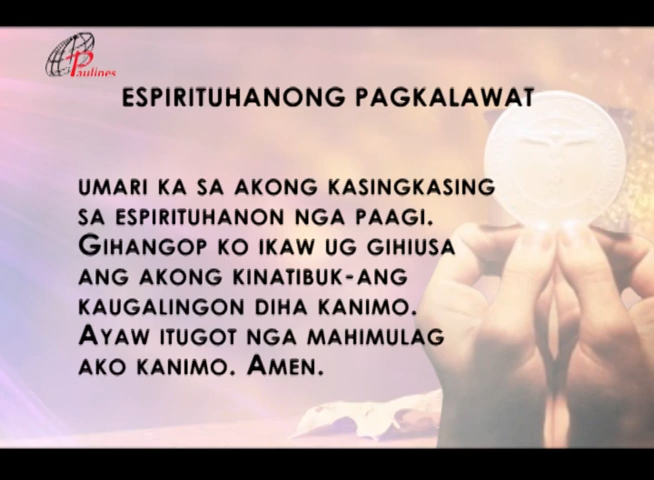 Paulines
ESPIRITUHANONG PAGKALAWAT
UMARI KA SA AKONG KASINGKASING
SA ESPIRITUHANON NGA PAAGI.
GIHANGOP KO IKAW UG GIHIUSA
ANG AKONG KINATIBUK-ANG
KAUGALINGON DIHA KANIMO.
AYAW ITUGOT NGA MAHIMULAG
AKO KANIMO. AMEN.